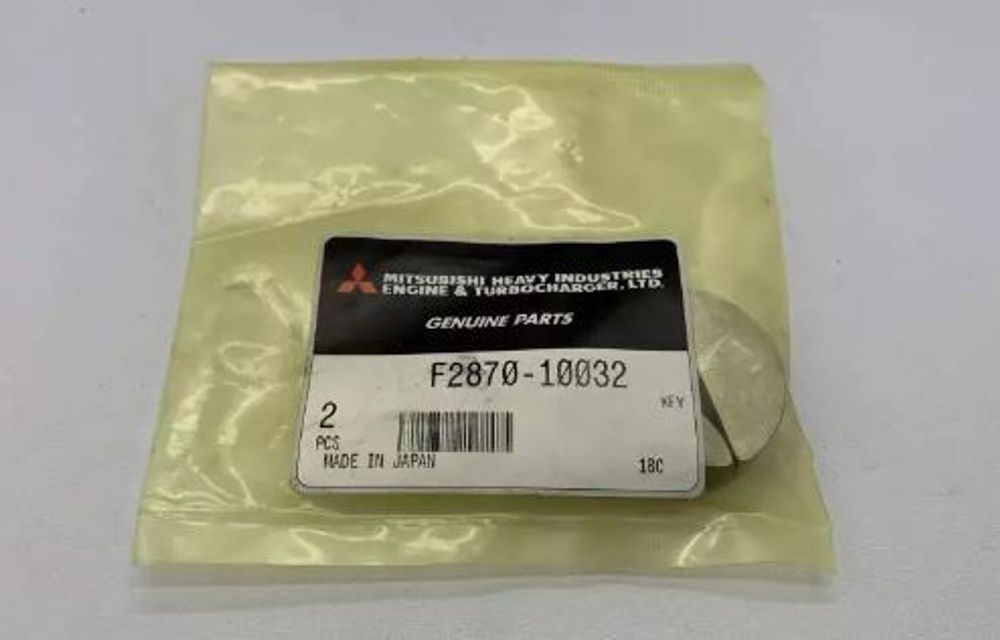 MITSUBISHI HEAVY INDUSTRIES
ENGINE & TURBOCHARGER, LTD.
GENUINE PARTS
F2870-10032
KEY
2
PCS
MADE IN JAPAN
18C